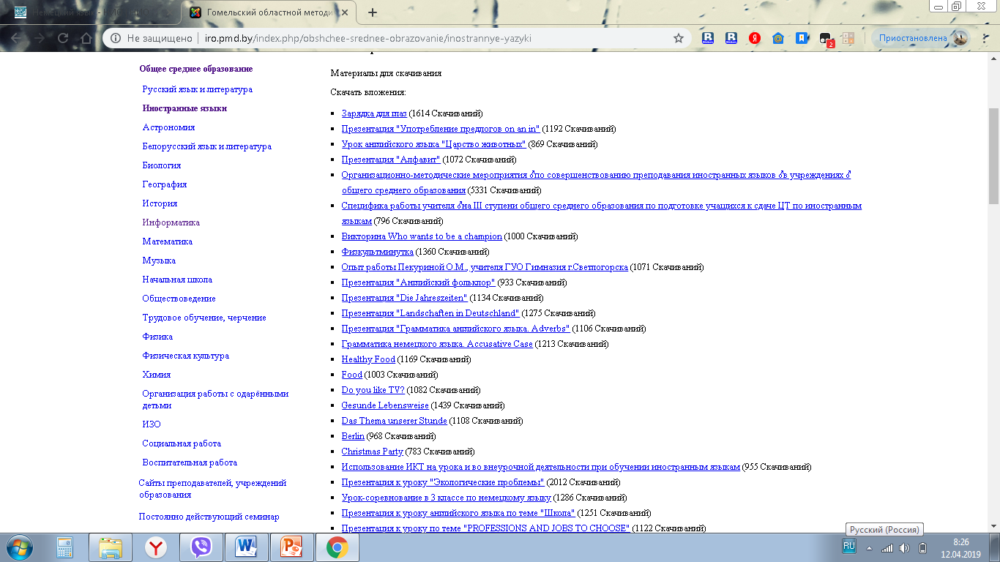 Немецкий язык -
Гомельский областной методи
Не защищено
iro.pmd.by/index.php/obshchee-srednee-obrazovanie/inostrannye-yazyki
2
Приостановлена
Общее среднее образование
Русский язык и литература
Иностранные языки
Астрономия
Белорусский язык и литература
Биология
География
История
Информатика
Математика
Музыка
Начальная школа
Обществоведение
Трудовое обучение, черчение
Физика
Физическая культура
Химия
Организация работы с одарёнными
детьми
ИЗО
Социальная работа
Воспитательная работа
Сайты преподавателей, учреждений
образования
Постоянно действующий семинар
Материалы для скачивания
Скачать вложения:
Зарядка для глаз (1614 Скачиваний)
Презентация "Употребление предлогов on an in" (1192 Скачиваний)
Урок английского языка "Царство животных" (869 Скачиваний)
Презентация "Алфавит" (1072 Скачиваний)
Организационно-методические мероприятия ♂по совершенствованию преподавания иностранных языков ♂в учреждениях ♂
общего среднего образования (5331 Скачиваний)
Специфика работы учителя ♂на III ступени общего среднего образования по подготовке учащихся к сдаче ЦТ по иностранным
языкам (796 Скачиваний)
Викторина Who wants to be a champion (1000 Скачиваний)
Физкультминутка (1360 Скачиваний)
Опыт работы Пекуриной О.М., учителя ГУО Гимназия г.Светлогорска (1071 Скачиваний)
Презентация "Английский фольклор" (933 Скачиваний)
Презентация "Die Jahreszeiten" (1134 Скачиваний)
Презентация "Landschaften in Deutschland" (1275 Скачиваний)
Презентация "Грамматика английского языка. Adverbs" (1106 Скачиваний)
Грамматика немецкого языка. Accusative Case (1213 Скачиваний)
Healthy Food (1169 Скачиваний)
Food (1003 Скачиваний)
Do you like TV? (1082 Скачиваний)
Gesunde Lebensweise (1439 Скачиваний)
Das Thema unserer Stunde (1108 Скачиваний)
Berlin (968 Скачиваний)
Christmas Party (783 Скачиваний)
Использование ИКТ на урока и во внеурочной деятельности при обучении иностранным языкам (955 Скачиваний)
Презентация к уроку "Экологические проблемы" (2012 Скачиваний)
Урок-соревнование в 3 классе по немецкому языку (1286 Скачиваний)
Презентация к уроку английского языка по теме "Школа" (1251 Скачиваний)
Презентация к уроку по теме "PROFESSIONS AND JOBS TO CHOOSE" (1122 Скачиваний)
Русский (Россия)
RU
8:26
12.04.2019